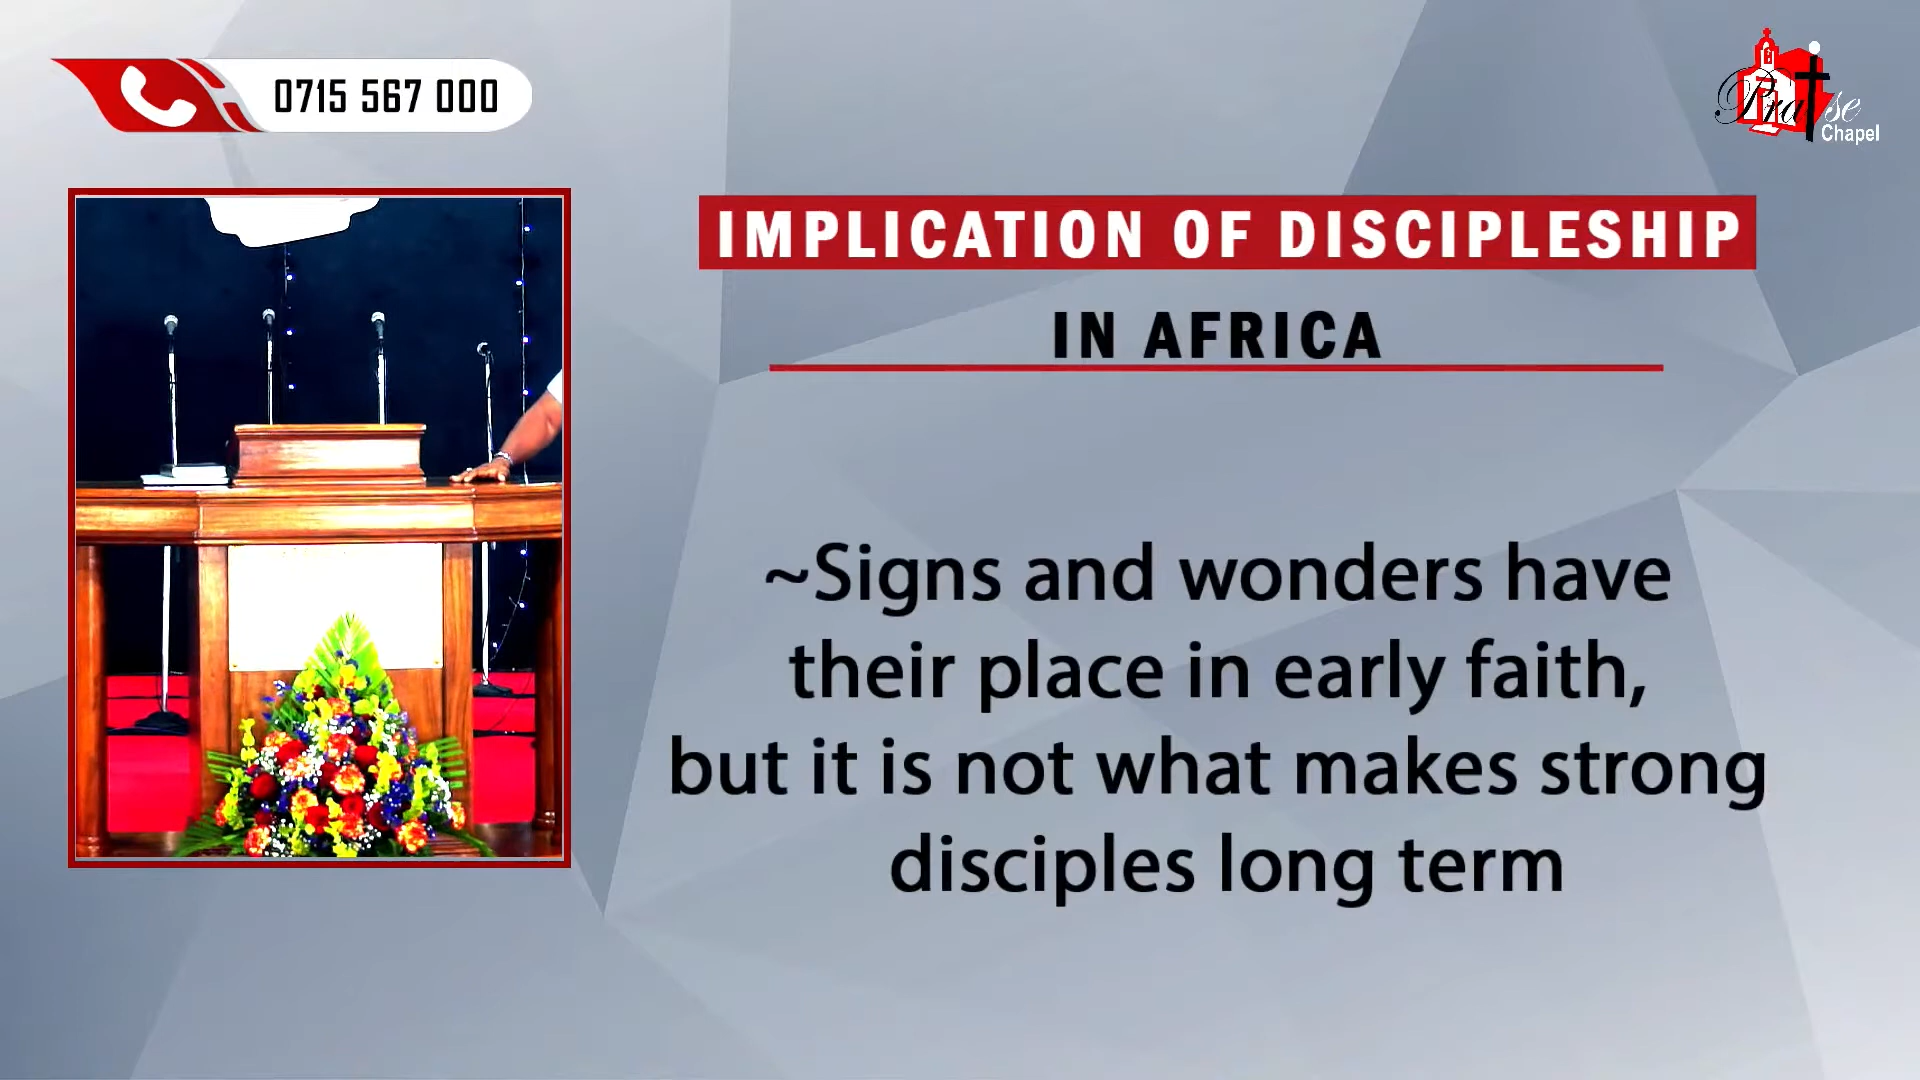 0715 567 000
Praise
Chapel
IMPLICATION OF DISCIPLESHIP
IN AFRICA
~Signs and wonders have
their place in early faith,
but it is not what makes strong
disciples long term